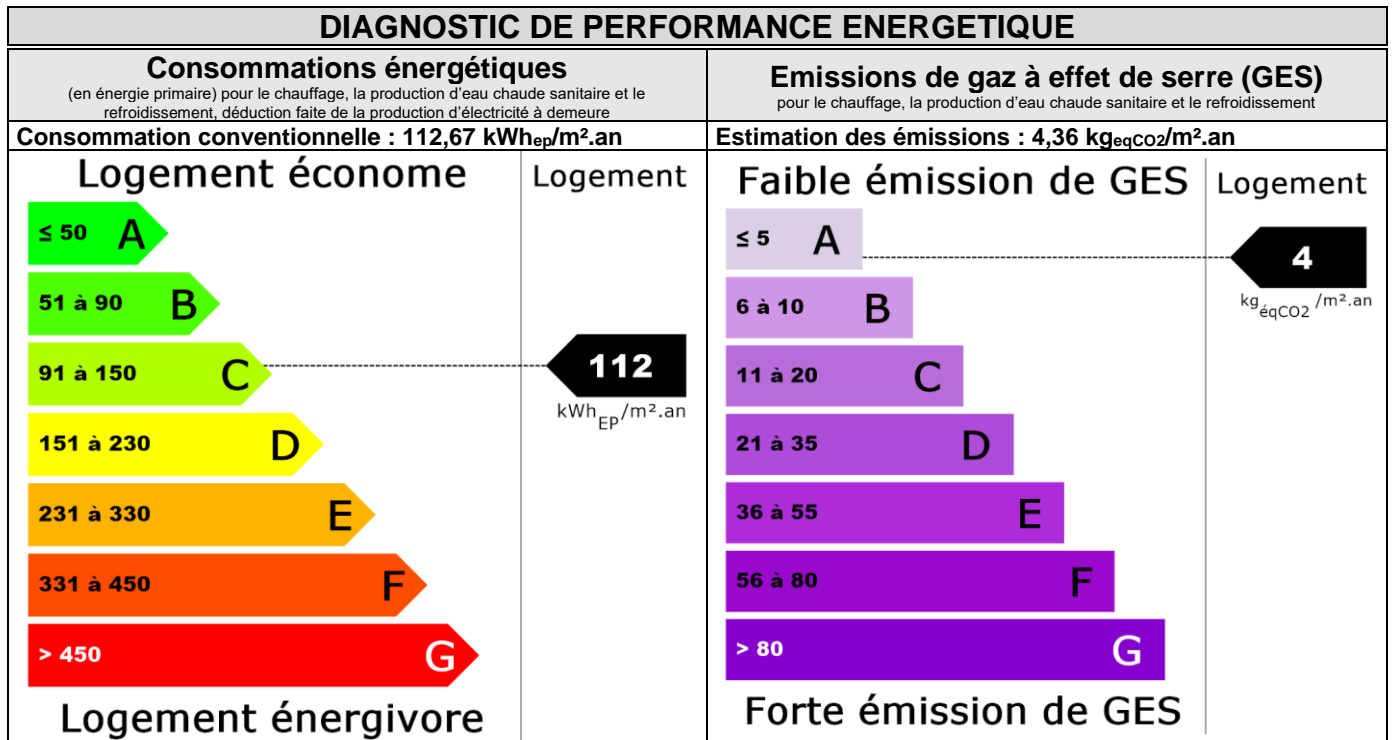 DIAGNOSTIC DE PERFORMANCE ENERGETIQUE
Consommations énergétiques
(en énergie primaire) pour le chauffage, la production d'eau chaude sanitaire et le
refroidissement, déduction faite de la production d'électricité à demeure
Consommation conventionnelle : 112,67 kWhep/m².an
Logement économe
Logement
≤ 50 A
51 à 90 B
91 à 150 C
151 à 230 D
231 à 330 E
331 à 450 F
> 450 G
112
kWhEP/m².an
Logement énergivore
Emissions de gaz à effet de serre (GES)
pour le chauffage, la production d'eau chaude sanitaire et le refroidissement
Estimation des émissions : 4,36 kgeqCO2/m².an
Faible émission de GES
Logement
≤ 5 A
6 à 10 B
11 à 20 C
21 à 35 D
36 à 55 E
56 à 80 F
> 80 G
4
kgéqCO2/m².an
Forte émission de GES